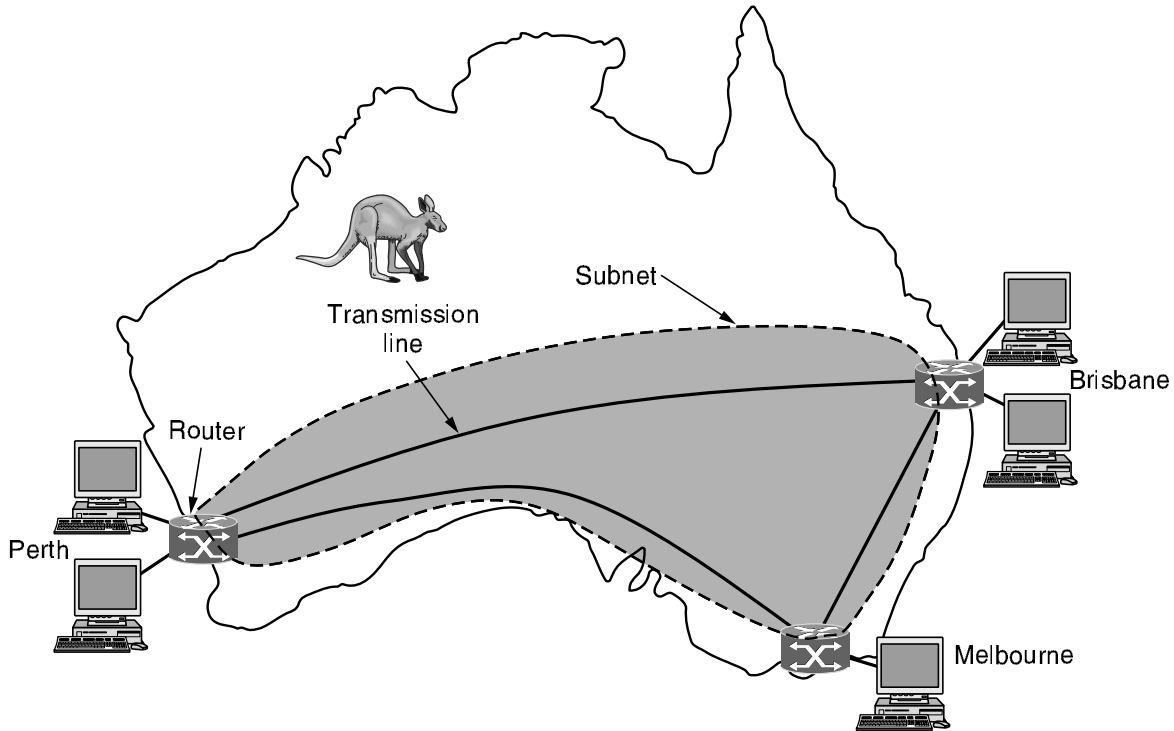 Subnet
Transmission
line
Brisbane
Router
Perth
Melbourne